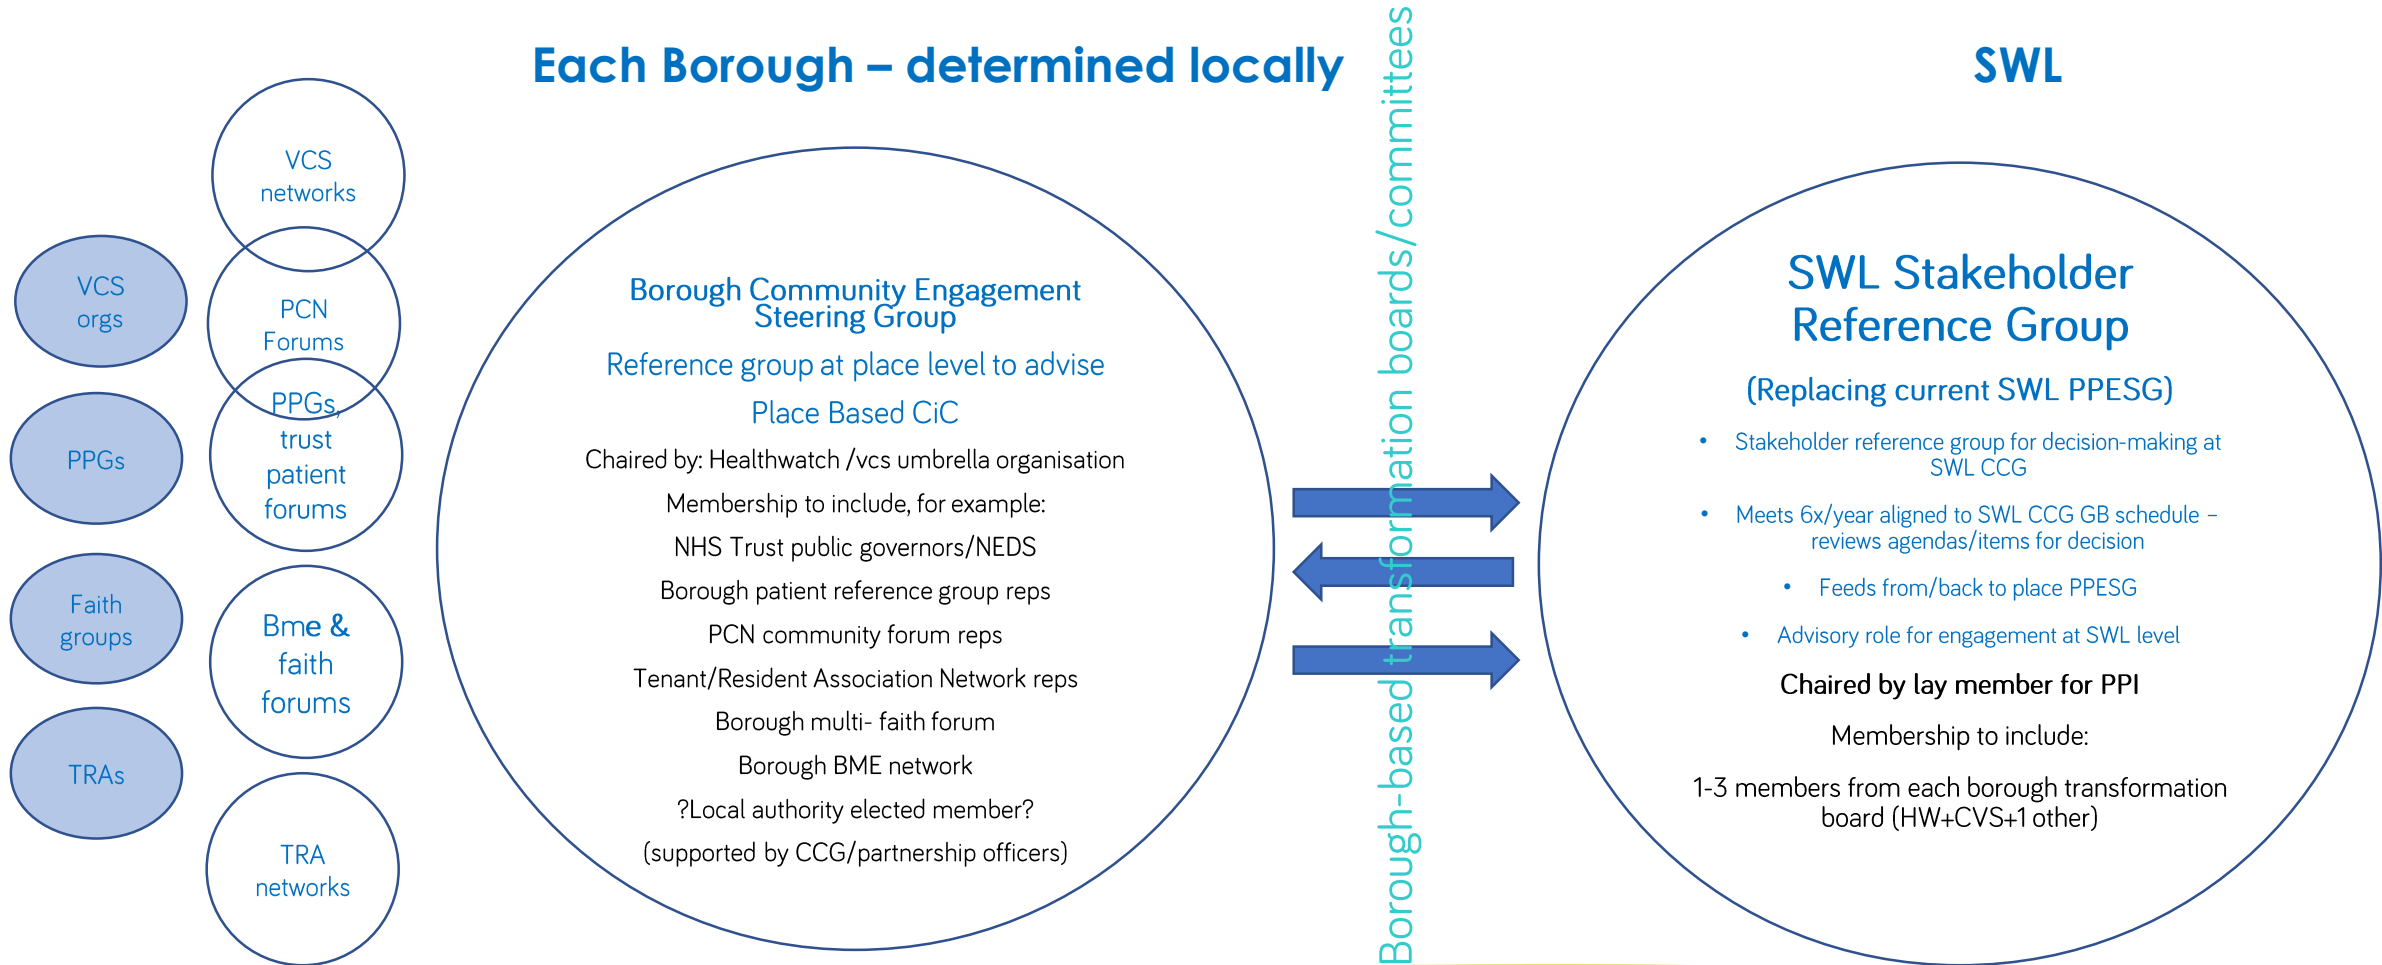 Each Borough – determined locally
SWL
VCS
networks
VCS
orgs
PCN
Forums
PPGs,
trust
patient
forums
PPGs
Faith
groups
Bme & 
faith
forums
TRAs
TRA
networks
Borough Community Engagement
Steering Group
Reference group at place level to advise
Place Based CiC
Chaired by: Healthwatch /vcs umbrella organisation
Membership to include, for example:
NHS Trust public governors/NEDS
Borough patient reference group reps
PCN community forum reps
Tenant/Resident Association Network reps
Borough multi- faith forum
Borough BME network
?Local authority elected member?
(supported by CCG/partnership officers)
Borough-based transformation boards/committees
SWL Stakeholder
Reference Group
(Replacing current SWL PPESG)
• Stakeholder reference group for decision-making at
SWL CCG
• Meets 6x/year aligned to SWL CCG GB schedule –
reviews agendas/items for decision
• Feeds from/back to place PPESG
• Advisory role for engagement at SWL level
Chaired by lay member for PPI
Membership to include:
1-3 members from each borough transformation
board (HW+CVS+1 other)